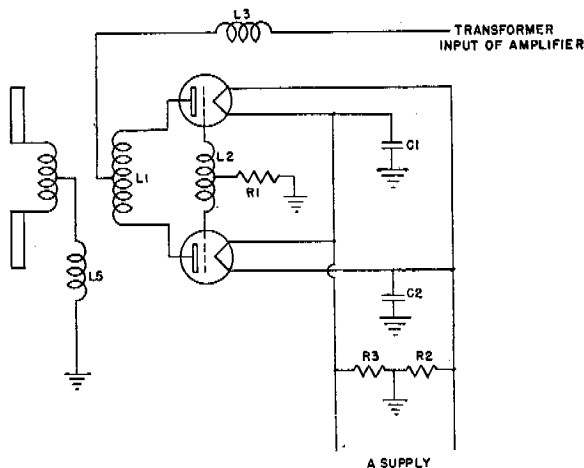 L3
TRANSFORMER
INPUT OF AMPLIFIER
L1
L2
R1
C1
L5
C2
R3 R2
A SUPPLY